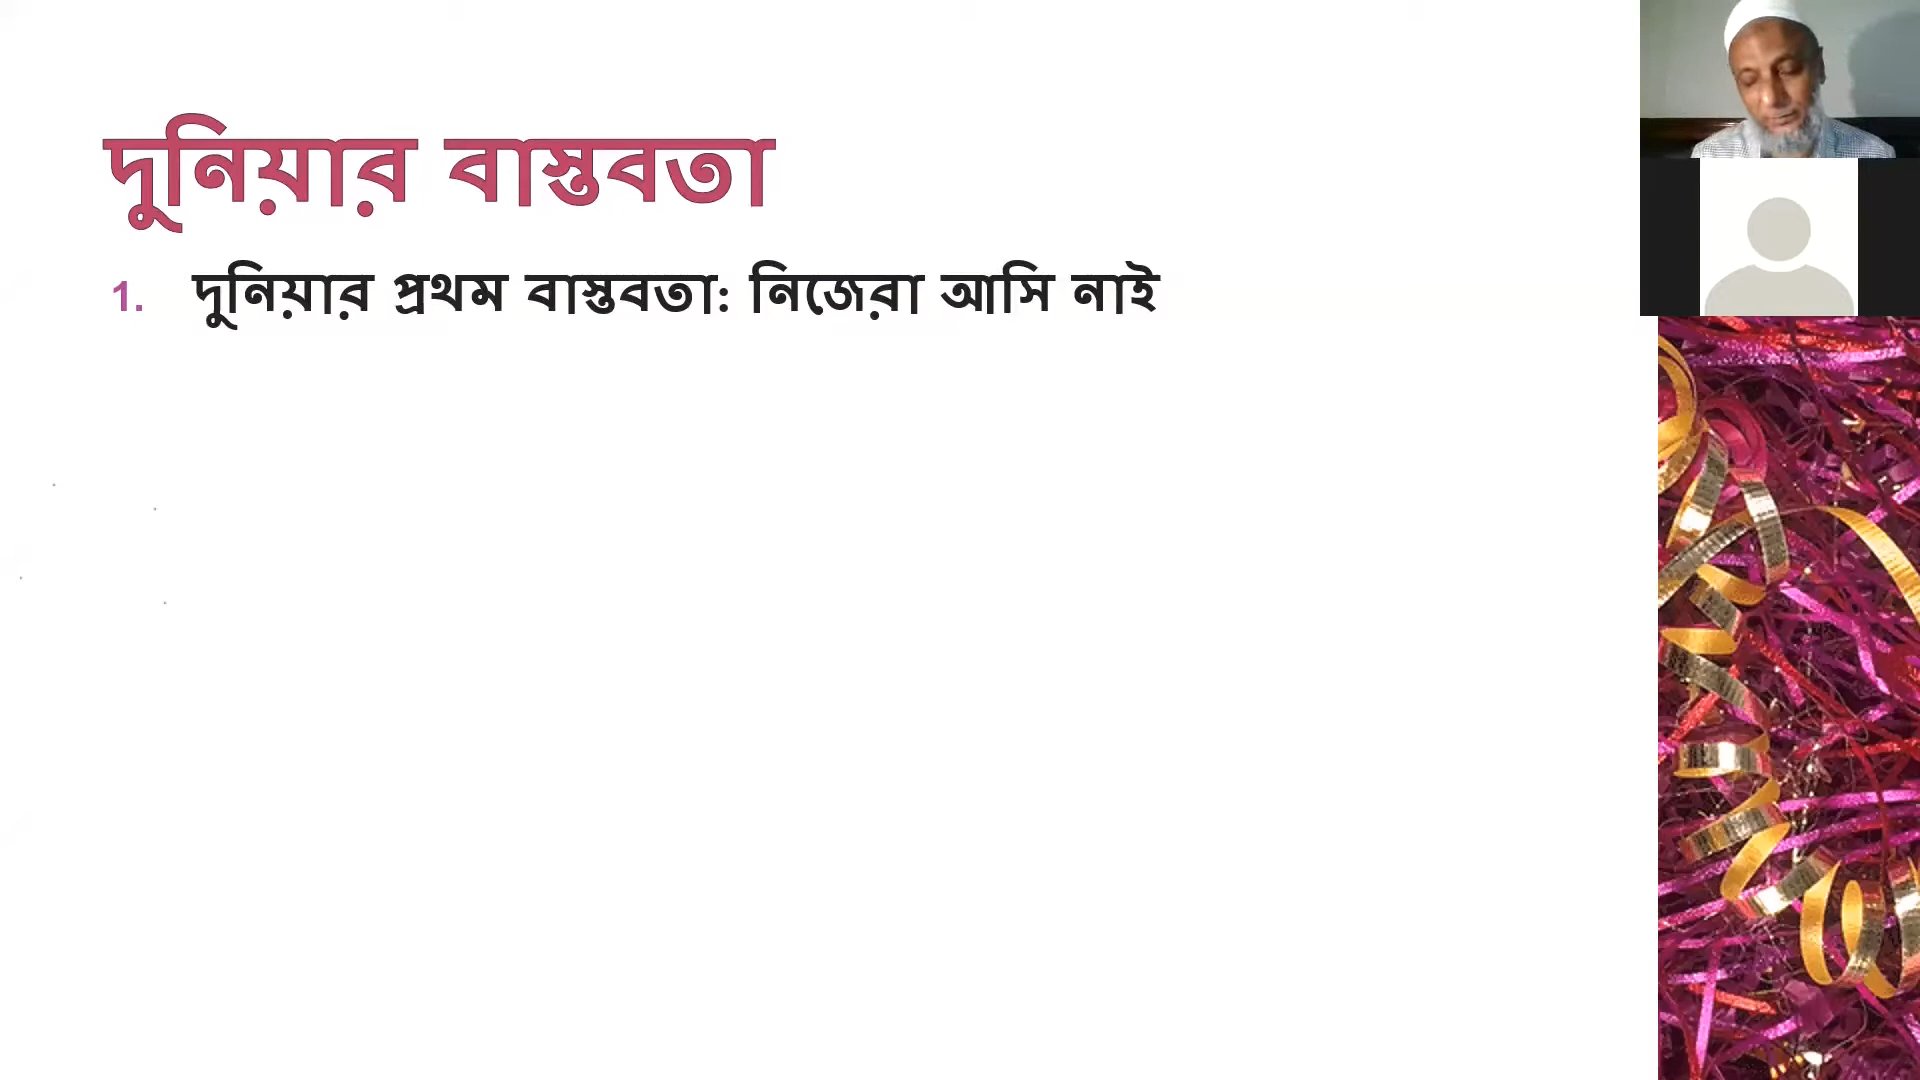 দুনিয়ার বাস্তবতা
1. দুনিয়ার প্রথম বাস্তবতা: নিজেরা আসি নাই